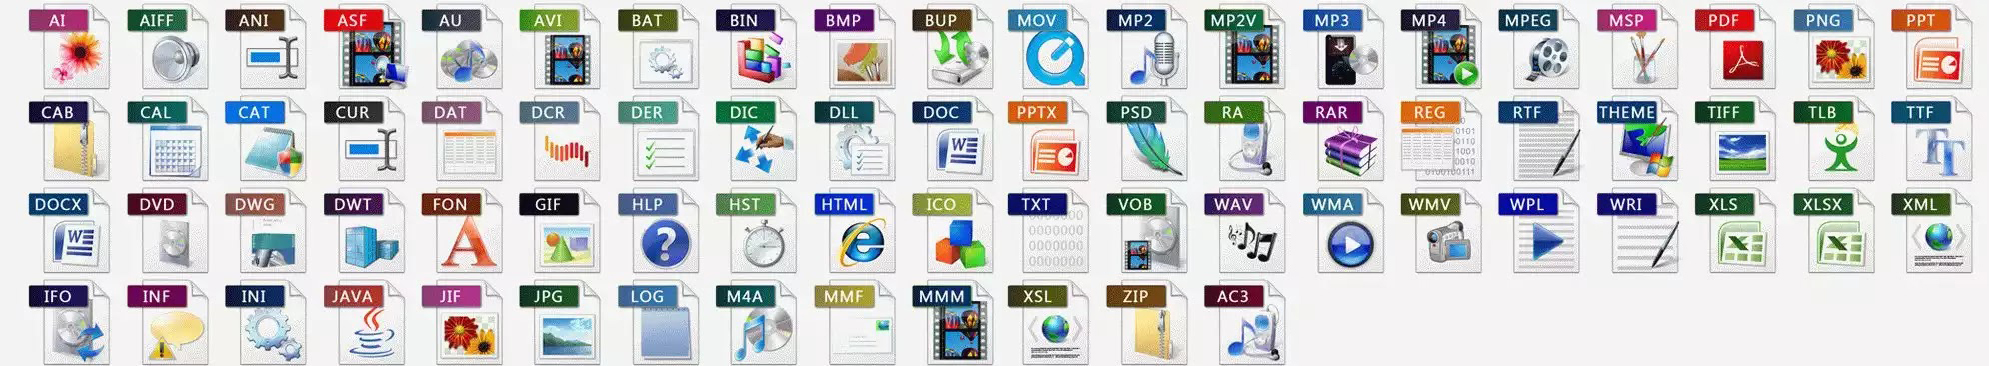 AI AIFF ANI ASF AU AVI BAT BIN BMP BUP MOV MP2 MP2V MP3 MP4 MPEG MSP PDF PNG PPT
CAB CAL CAT CUR DAT DCR DER DIC DLL DOC PPTX PSD RA RAR REG RTF THEME TIFF TLB TTF
DOCX DVD DWG DWT FON GIF HLP HST HTML ICO TXT VOB WAV WMA WMV WPL WRI XLS XLSX XML
IFO INF INI JAVA JIF JPG LOG M4A MMF MMM XSL ZIP AC3